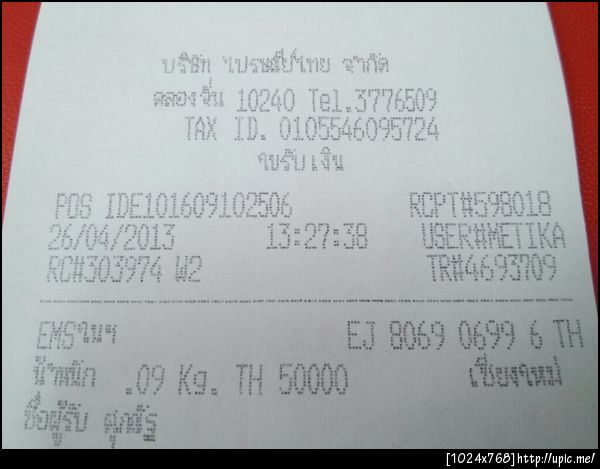 บริษัท ไปรษณีย์ไทย จำกัด
คลองจั่น 10240 Tel.3776509
TAX ID. 0105546095724
ใบรับเงิน
POS IDE101609102506 RCPT#598018
26/04/2013 13:27:38 USER#METIKA
RC#303974 W2 TR#4693709
EMSในฯ EJ 8069 0699 6 TH
น้ำหนัก .09 Kg. TH 50000 เชียงใหม่
ชื่อผู้รับ ศุภณัฐ
[1024x768]http://upic.me/